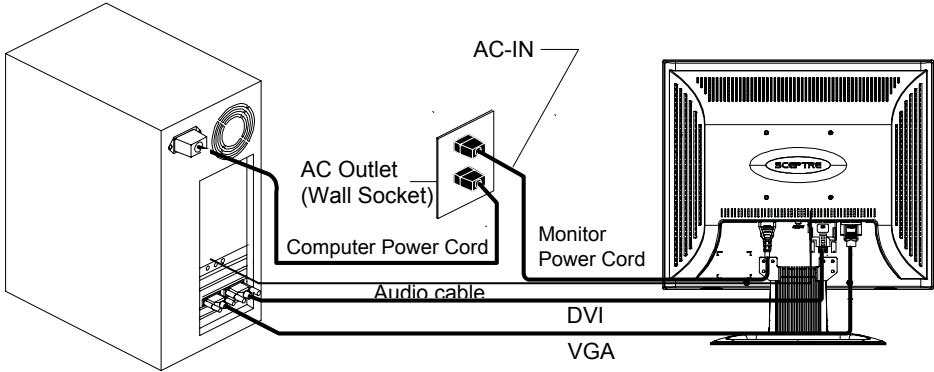 AC-IN
AC Outlet
(Wall Socket)
SCEPTRE
Computer Power Cord
Monitor
Power Cord
Audio cable
DVI
VGA